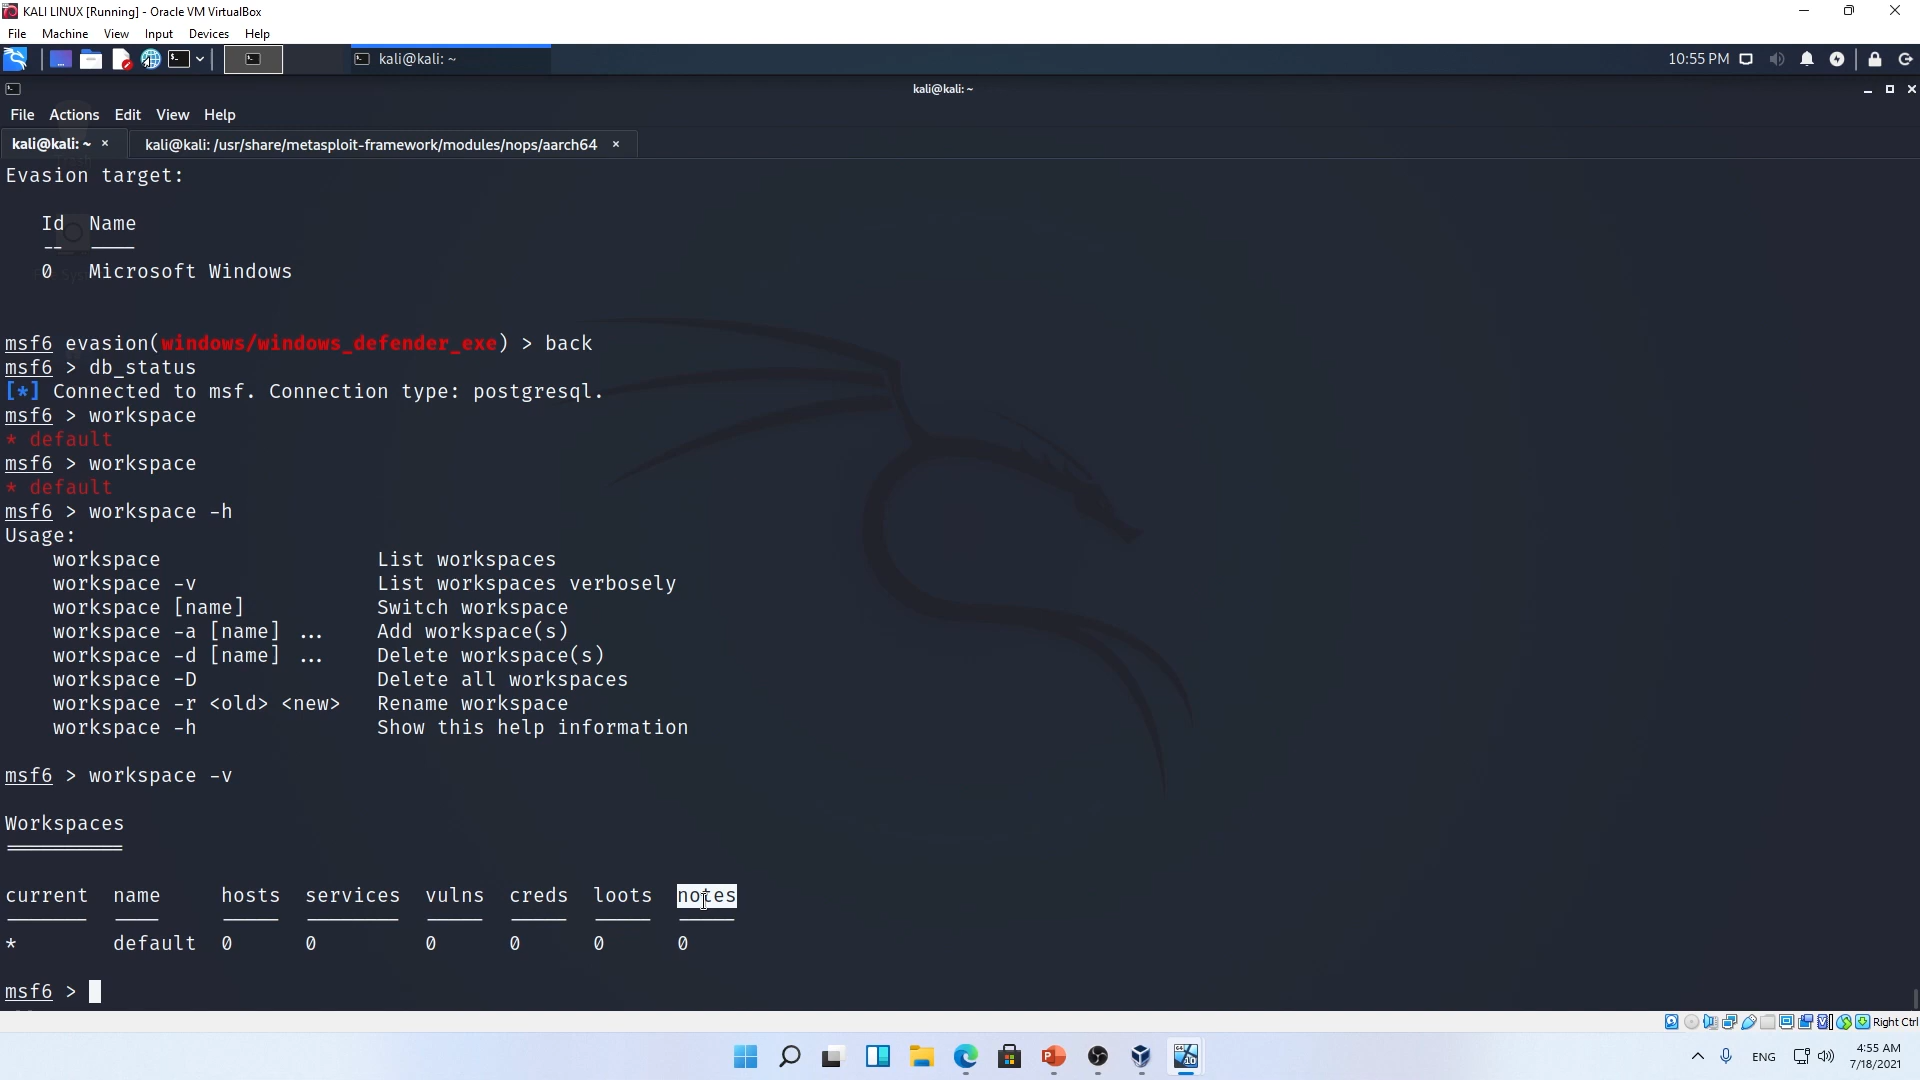 KALI LINUX [Running] - Oracle VM VirtualBox
File Machine View Input Devices Help
kali@kali: ~
10:55 PM
kali@kali: ~
File Actions Edit View Help
kali@kali: ~ ×
kali@kali: /usr/share/metasploit-framework/modules/nops/aarch64 ×
Evasion target:
Id Name
-- ----
0 Microsoft Windows
msf6 evasion(windows/windows_defender_exe) > back
msf6 > db_status
[*] Connected to msf. Connection type: postgresql.
msf6 > workspace
* default
msf6 > workspace
* default
msf6 > workspace -h
Usage:
workspace List workspaces
workspace -v List workspaces verbosely
workspace [name] Switch workspace
workspace -a [name] ... Add workspace(s)
workspace -d [name] ... Delete workspace(s)
workspace -D Delete all workspaces
workspace -r <old> <new> Rename workspace
workspace -h Show this help information
msf6 > workspace -v
Workspaces
==========
current name hosts services vulns creds loots notes
------- ---- ----- -------- ----- ----- ----- -----
* default 0 0 0 0 0 0
msf6 >
Right Ctrl
ENG
4:55 AM
7/18/2021